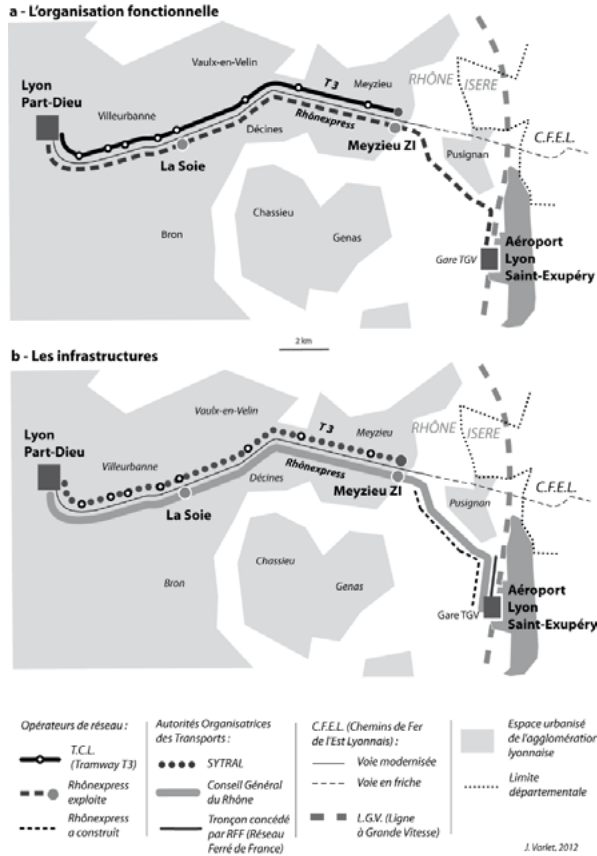 a - L'organisation fonctionnelle
Vaulx-en-Velin
T3
Meyzieu
RHÔNE
ISERE
Lyon
Part-Dieu
Villeurbanne
Rhônexpress
C.F.E.L.
Décines
Meyzieu ZI
La Soie
Pusignan
Chassieu
Bron
Genas
Gare TGV
Aéroport
Lyon
Saint-Exupéry
2 km
b - Les infrastructures
Vaulx-en-Velin
T3
Meyzieu
RHÔNE
ISERE
Lyon
Part-Dieu
Villeurbanne
Rhônexpress
C.F.E.L.
Décines
Meyzieu ZI
La Soie
Pusignan
Chassieu
Bron
Genas
Gare TGV
Aéroport
Lyon
Saint-Exupéry
Opérateurs de réseau :
T.C.L.
(Tramway T3)
Rhônexpress
exploite
Rhônexpress
a construit
Autorités Organisatrices
des Transports :
SYTRAL
Conseil Général
du Rhône
Tronçon concédé
par RFF (Réseau
Ferré de France)
C.F.E.L. (Chemins de Fer
de l'Est Lyonnais) :
Voie modernisée
Voie en friche
L.G.V. (Ligne
à Grande Vitesse)
Espace urbanisé
de l'agglomération
lyonnaise
Limite
départementale
J. Varlet, 2012